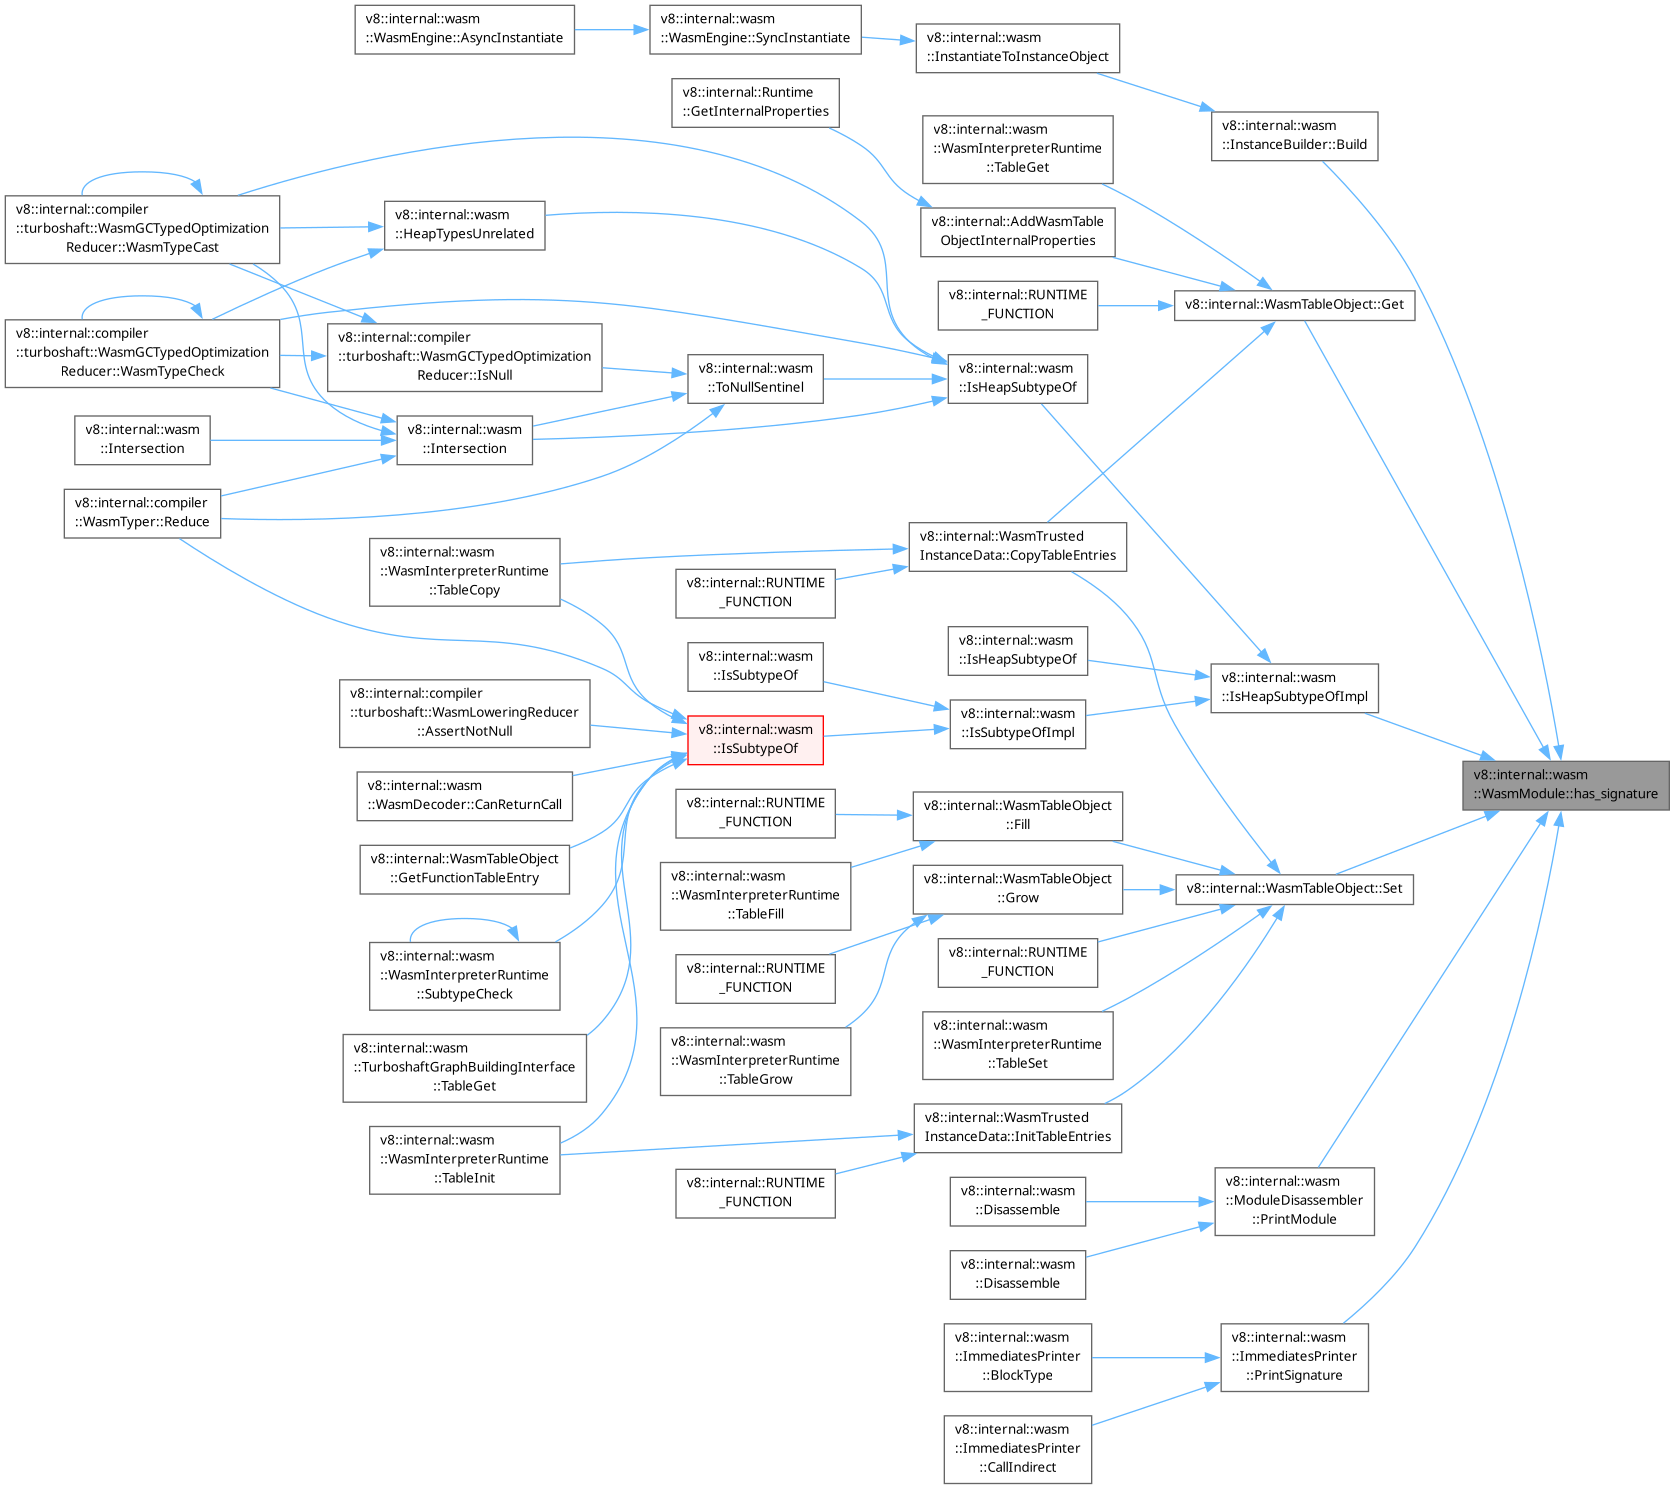 v8::internal::wasm
::WasmEngine::AsyncInstantiate
v8::internal::wasm
::WasmEngine::SyncInstantiate
v8::internal::wasm
::InstantiateToInstanceObject
v8::internal::Runtime
::GetInternalProperties
v8::internal::wasm
::WasmInterpreterRuntime
::TableGet
v8::internal::wasm
::InstanceBuilder::Build
v8::internal::compiler
::turboshaft::WasmGCTypedOptimization
Reducer::WasmTypeCast
v8::internal::wasm
::HeapTypesUnrelated
v8::internal::AddWasmTable
ObjectInternalProperties
v8::internal::RUNTIME
_FUNCTION
v8::internal::WasmTableObject::Get
v8::internal::compiler
::turboshaft::WasmGCTypedOptimization
Reducer::WasmTypeCheck
v8::internal::compiler
::turboshaft::WasmGCTypedOptimization
Reducer::IsNull
v8::internal::wasm
::ToNullSentinel
v8::internal::wasm
::IsHeapSubtypeOf
v8::internal::wasm
::Intersection
v8::internal::wasm
::Intersection
v8::internal::compiler
::WasmTyper::Reduce
v8::internal::wasm
::WasmInterpreterRuntime
::TableCopy
v8::internal::RUNTIME
_FUNCTION
v8::internal::WasmTrusted
InstanceData::CopyTableEntries
v8::internal::wasm
::IsSubtypeOf
v8::internal::wasm
::IsHeapSubtypeOf
v8::internal::wasm
::IsHeapSubtypeOfImpl
v8::internal::compiler
::turboshaft::WasmLoweringReducer
::AssertNotNull
v8::internal::wasm
::IsSubtypeOf
v8::internal::wasm
::IsSubtypeOfImpl
v8::internal::wasm
::WasmModule::has_signature
v8::internal::wasm
::WasmDecoder::CanReturnCall
v8::internal::RUNTIME
_FUNCTION
v8::internal::WasmTableObject
::Fill
v8::internal::WasmTableObject
::GetFunctionTableEntry
v8::internal::wasm
::WasmInterpreterRuntime
::TableFill
v8::internal::WasmTableObject
::Grow
v8::internal::WasmTableObject::Set
v8::internal::wasm
::WasmInterpreterRuntime
::SubtypeCheck
v8::internal::RUNTIME
_FUNCTION
v8::internal::RUNTIME
_FUNCTION
v8::internal::wasm
::TurboshaftGraphBuildingInterface
::TableGet
v8::internal::wasm
::WasmInterpreterRuntime
::TableGrow
v8::internal::wasm
::WasmInterpreterRuntime
::TableSet
v8::internal::wasm
::WasmInterpreterRuntime
::TableInit
v8::internal::RUNTIME
_FUNCTION
v8::internal::WasmTrusted
InstanceData::InitTableEntries
v8::internal::wasm
::Disassemble
v8::internal::wasm
::ModuleDisassembler
::PrintModule
v8::internal::wasm
::Disassemble
v8::internal::wasm
::ImmediatesPrinter
::BlockType
v8::internal::wasm
::ImmediatesPrinter
::PrintSignature
v8::internal::wasm
::ImmediatesPrinter
::CallIndirect